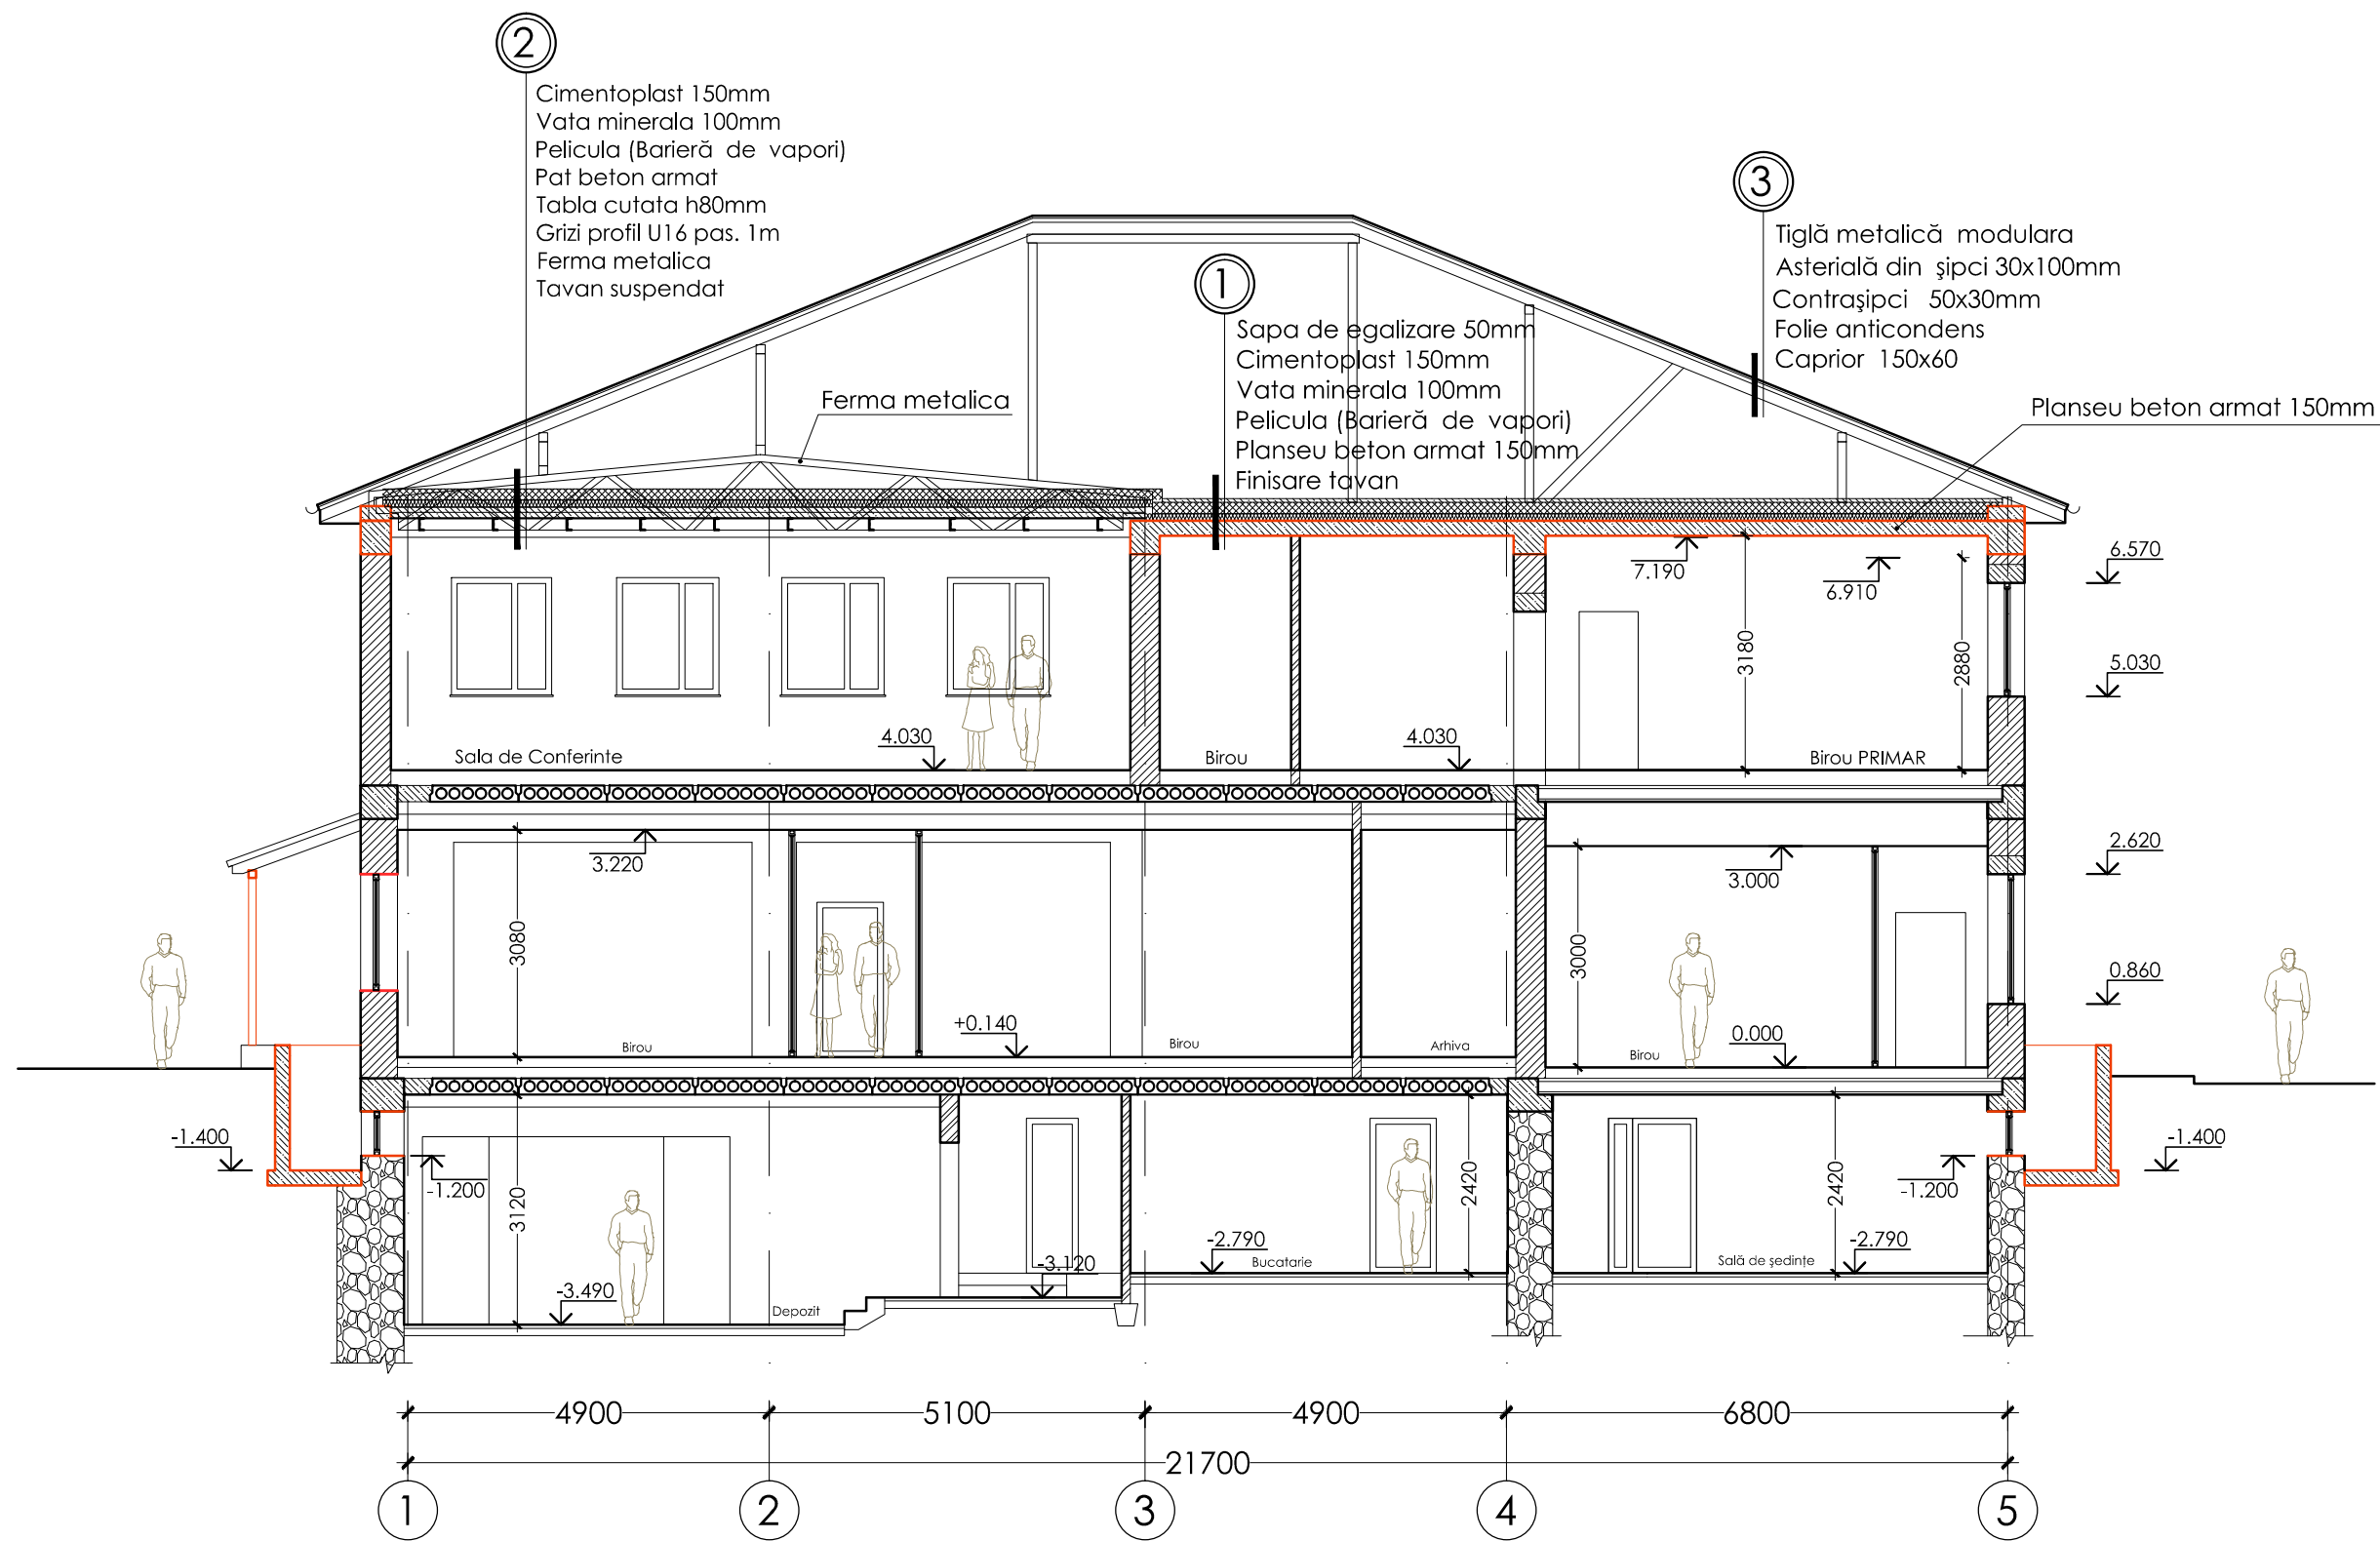 2
Cimentoplast 150mm
Vata minerala 100mm
Pelicula (Barieră de vapori)
Pat beton armat
Tabla cutata h80mm
Grizi profil U16 pas. 1m
Ferma metalica
Tavan suspendat
3
Tiglă metalică modulara
Asterială din şipci 30x100mm
Contraşipci 50x30mm
Folie anticondens
Caprior 150x60
1
Sapa de egalizare 50mm
Cimentoplast 150mm
Vata minerala 100mm
Pelicula (Barieră de vapori)
Planseu beton armat 150mm
Finisare tavan
Ferma metalica
Planseu beton armat 150mm
7.190
6.910
6.570
3180
2880
5.030
Sala de Conferinte
4.030
Birou
4.030
Birou PRIMAR
3.220
3.000
2.620
3080
3000
0.860
Birou
+0.140
Birou
Arhiva
Birou
0.000
-1.400
-1.200
3120
2420
2420
-1.200
-1.400
-3.490
Depozit
-3.120
-2.790
Bucatarie
Sală de şedinţe
-2.790
4900
5100
4900
6800
21700
1
2
3
4
5